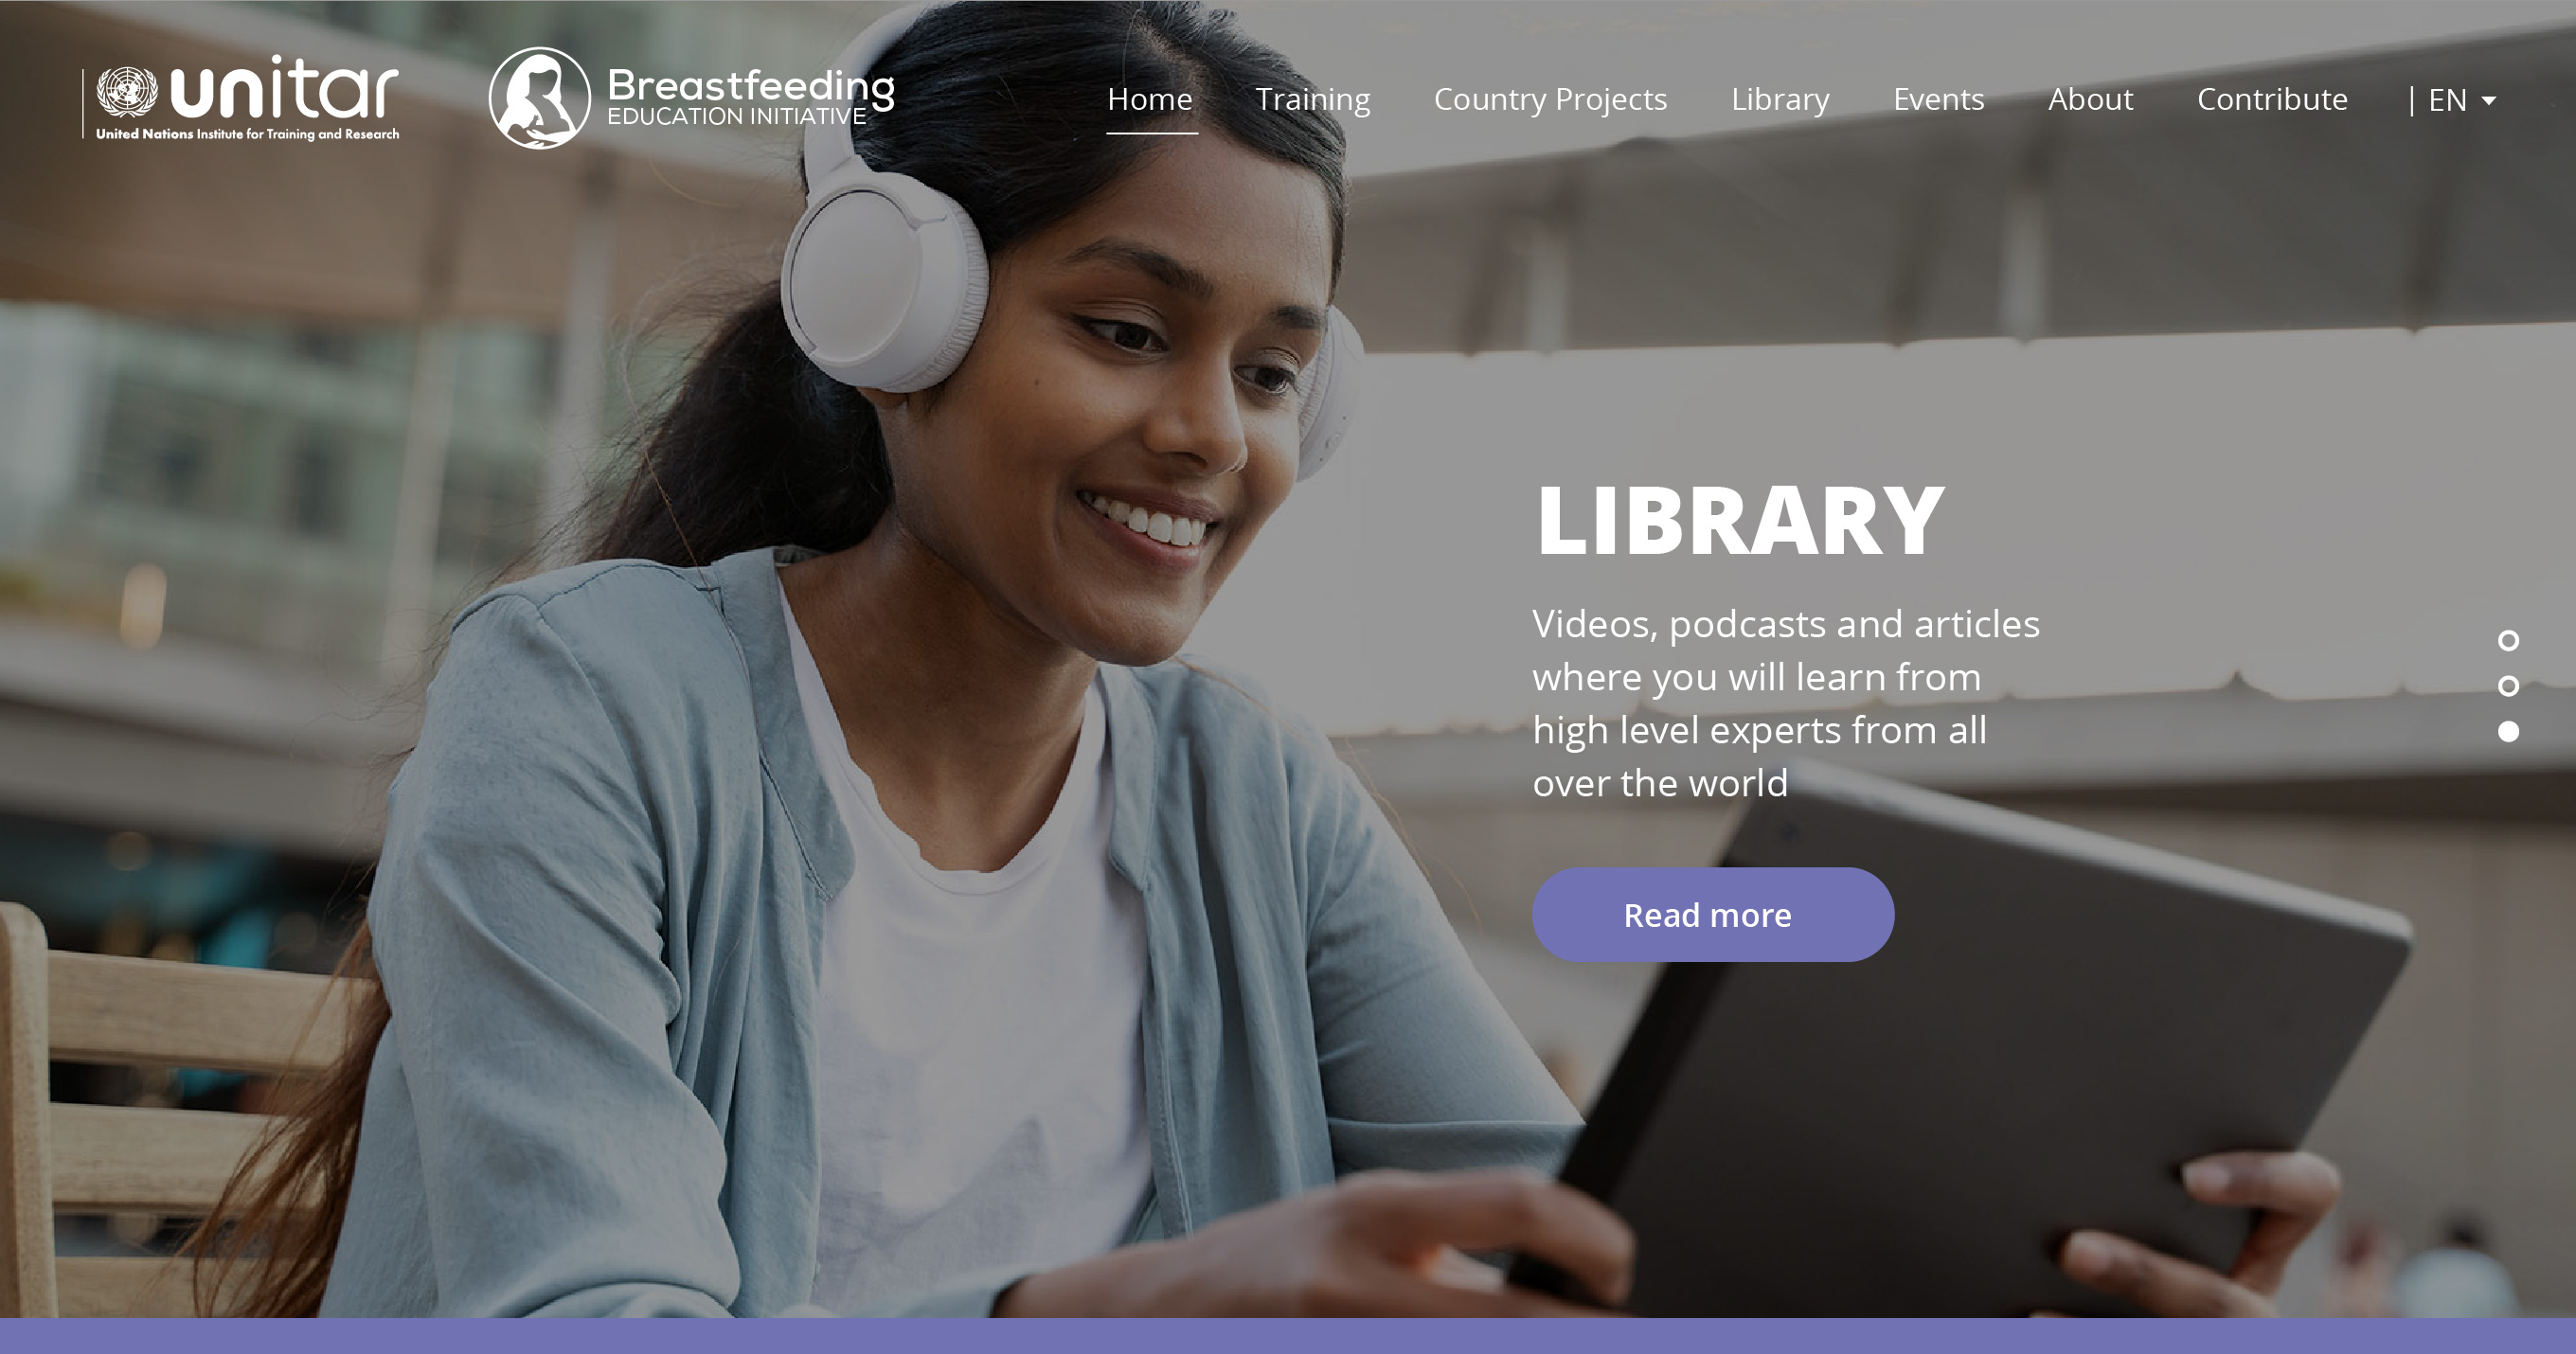 unitar
United Nations Institute for Training and Research
Breastfeeding
EDUCATION INITIATIVE
Home Training Country Projects Library Events About Contribute | EN
LIBRARY
Videos, podcasts and articles
where you will learn from
high level experts from all
over the world
Read more